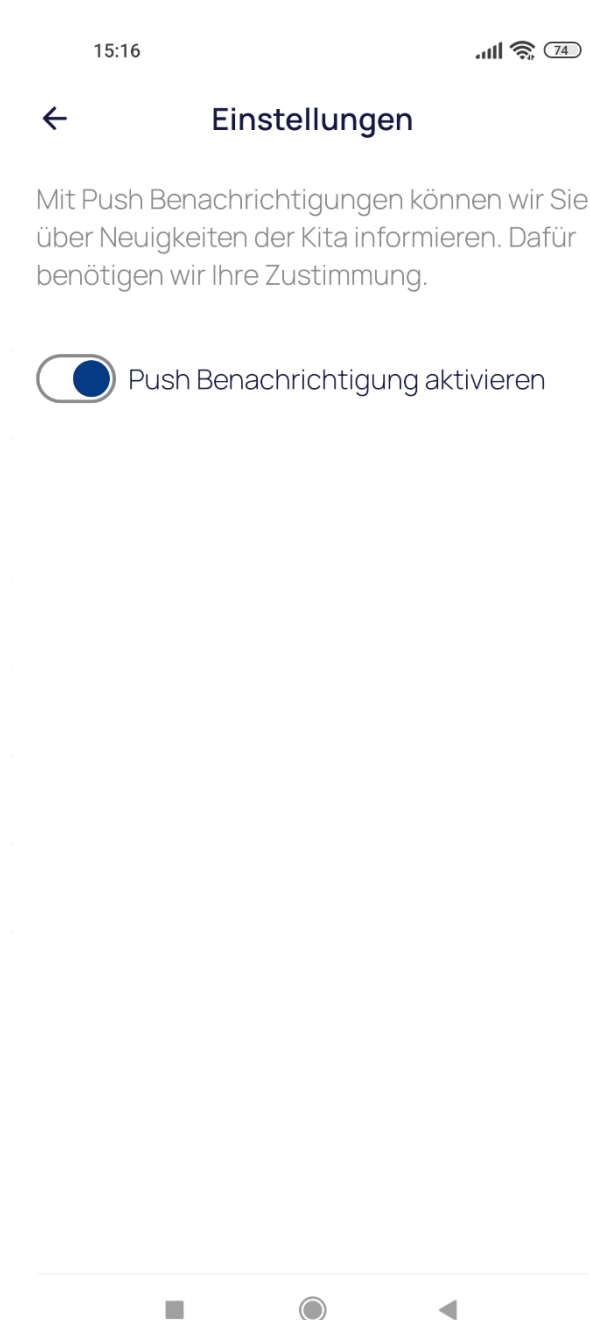 15:16
74
Einstellungen
Mit Push Benachrichtigungen können wir Sie
über Neuigkeiten der Kita informieren. Dafür
benötigen wir Ihre Zustimmung.
Push Benachrichtigung aktivieren